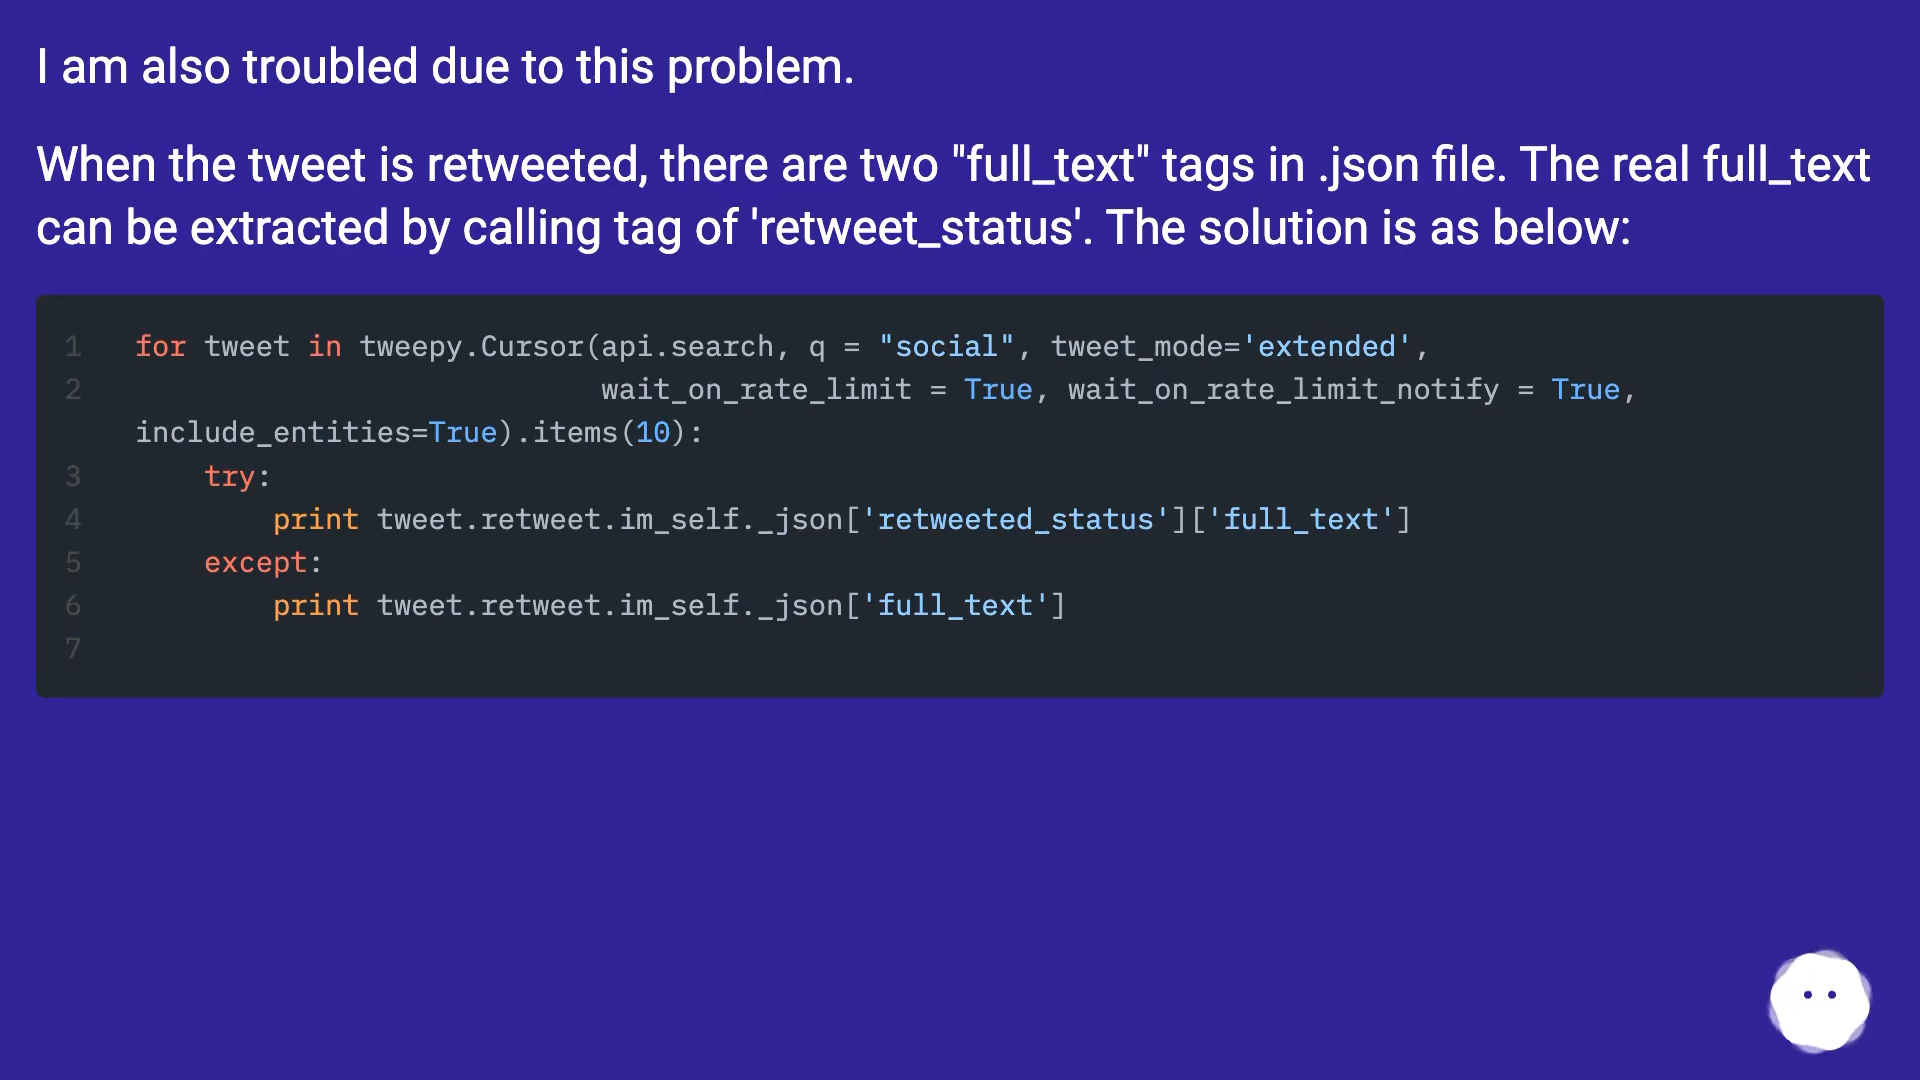 I am also troubled due to this problem.
When the tweet is retweeted, there are two "full_text" tags in .json file. The real full_text
can be extracted by calling tag of 'retweet_status'. The solution is as below:
1 for tweet in tweepy.Cursor(api.search, q = "social", tweet_mode='extended',
2 wait_on_rate_limit = True, wait_on_rate_limit_notify = True,
include_entities=True).items(10):
3 try:
4 print tweet.retweet.im_self._json['retweeted_status']['full_text']
5 except:
6 print tweet.retweet.im_self._json['full_text']
7